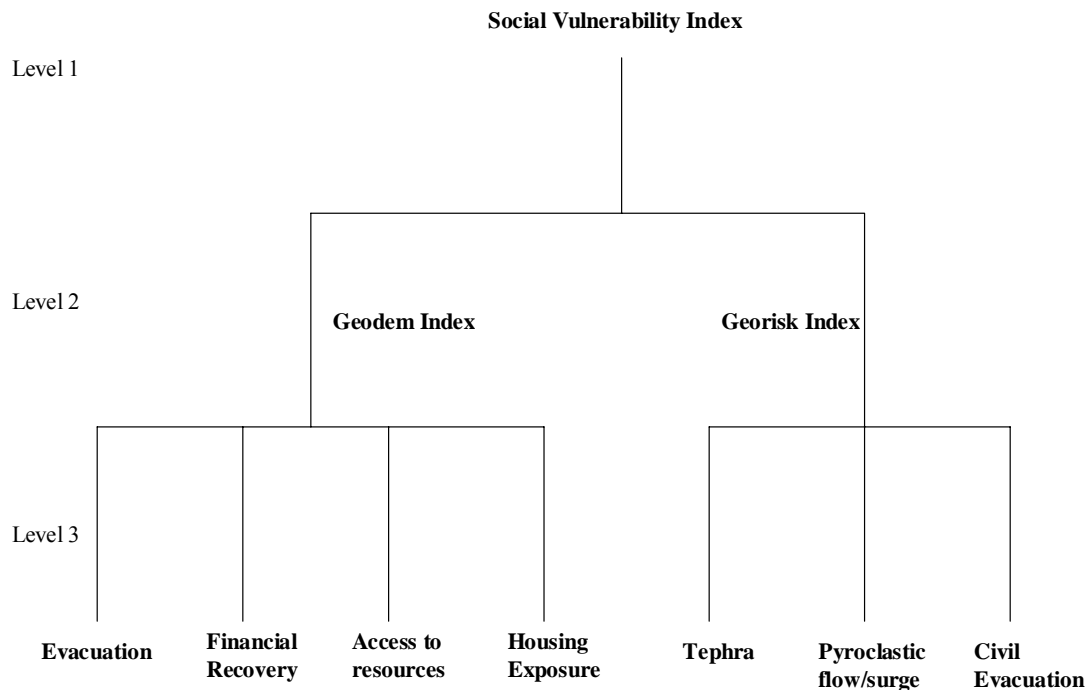 Social Vulnerability Index
Level 1
Level 2
Geodem Index
Georisk Index
Level 3
Evacuation
Financial
Recovery
Access to
resources
Housing
Exposure
Tephra
Pyroclastic
flow/surge
Civil
Evacuation